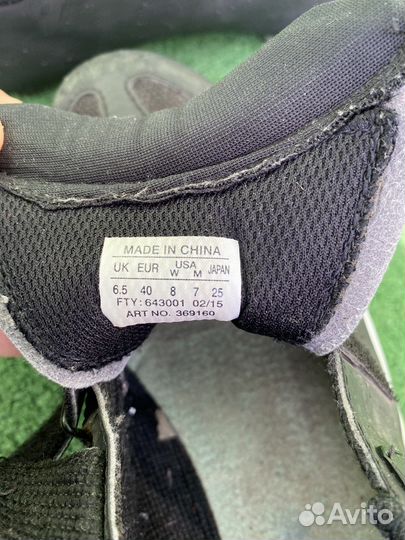 MADE IN CHINA
UK EUR USA W M JAPAN
6.5 40 8 7 25
FTY: 643001 02/15
ART NO. 369160
Avito